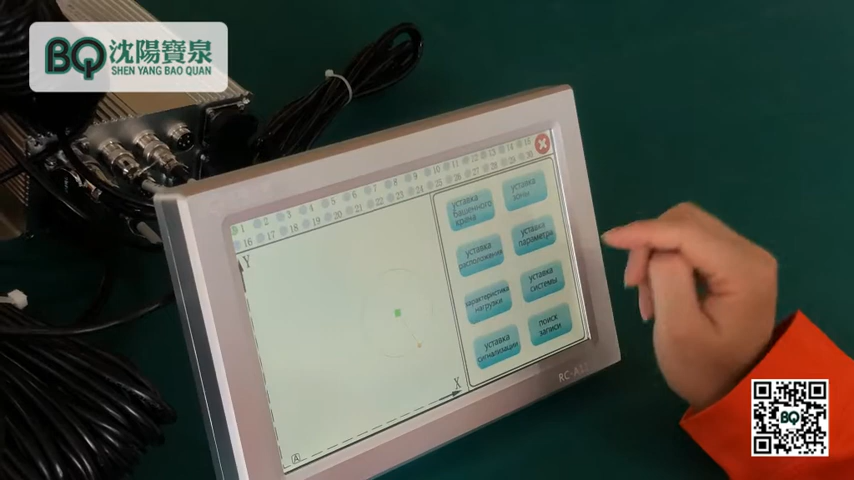 BQ 沈陽寶泉
SHEN YANG BAO QUAN
1 2 3 4 5 6 7 8 9 10 11 12 13 14 15
16 17 18 19 20 21 22 23 24 25 26 27 28 29 30
Y
X
A
уставка
башенного
крана
уставка
зоны
уставка
расположения
уставка
параметра
характеристика
нагрузки
уставка
системы
уставка
сигнализации
поиск
записи
BQ